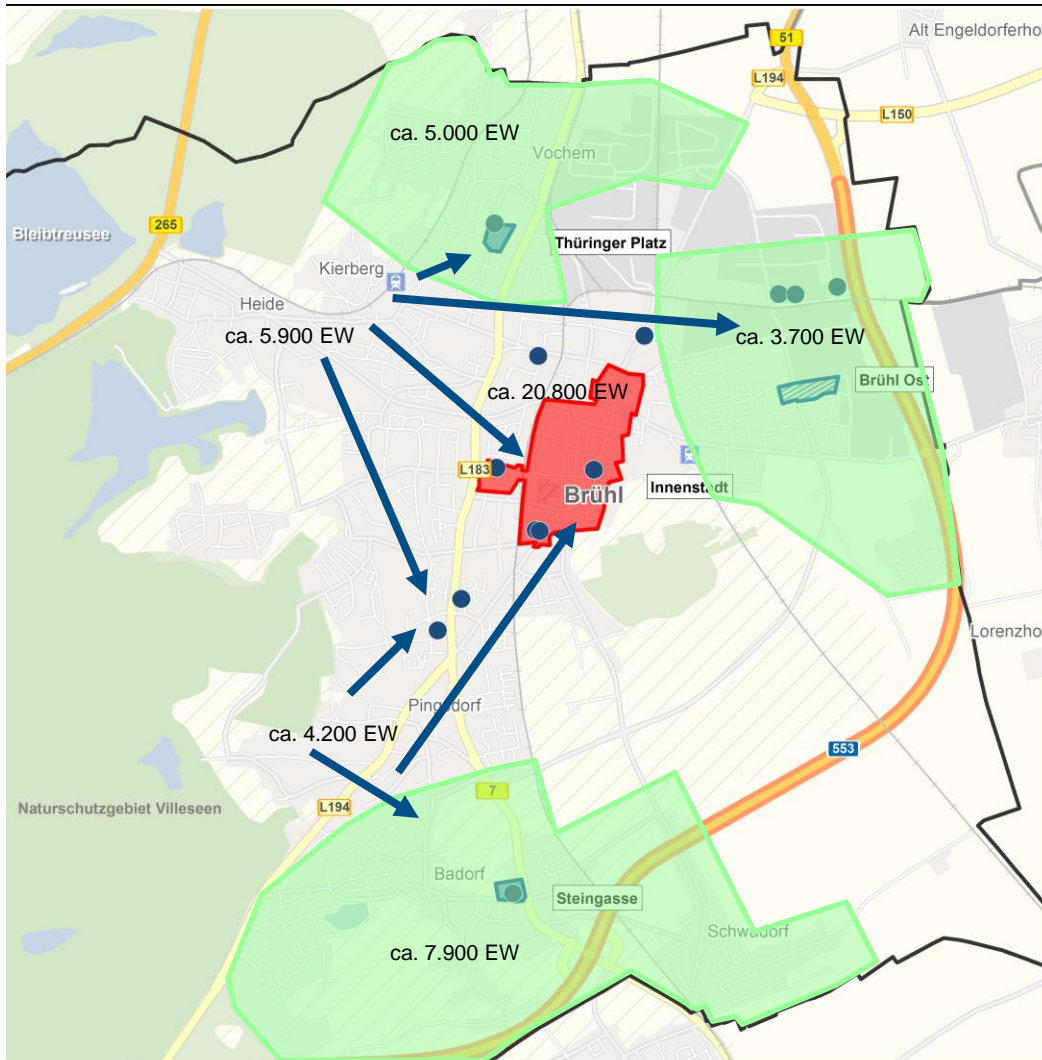 51
Alt Engeldorferho
L194
L150
ca. 5.000 EW
Vochem
265
Bleibtreusee
Thüringer Platz
Kierberg
Heide
ca. 5.900 EW
ca. 3.700 EW
Brühl Ost
ca. 20.800 EW
L183
Innenstadt
Brühl
Lorenzho
Pingsdorf
ca. 4.200 EW
553
Naturschutzgebiet Villeseen
L194
7
Badorf
Steingasse
Schwadorf
ca. 7.900 EW